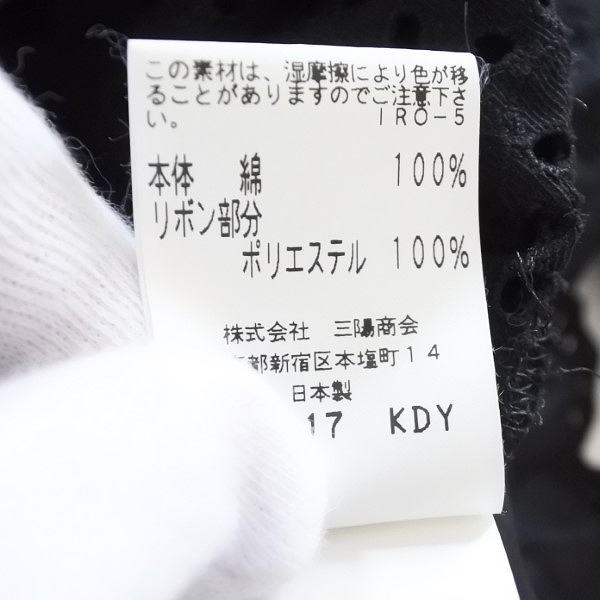 この素材は、湿摩擦により色が移
ることがありますのでご注意下さ
い。 IRO-5
本体 綿 100%
リボン部分
ポリエステル 100%
株式会社 三陽商会
都新宿区本塩町14
日本製
17 KDY